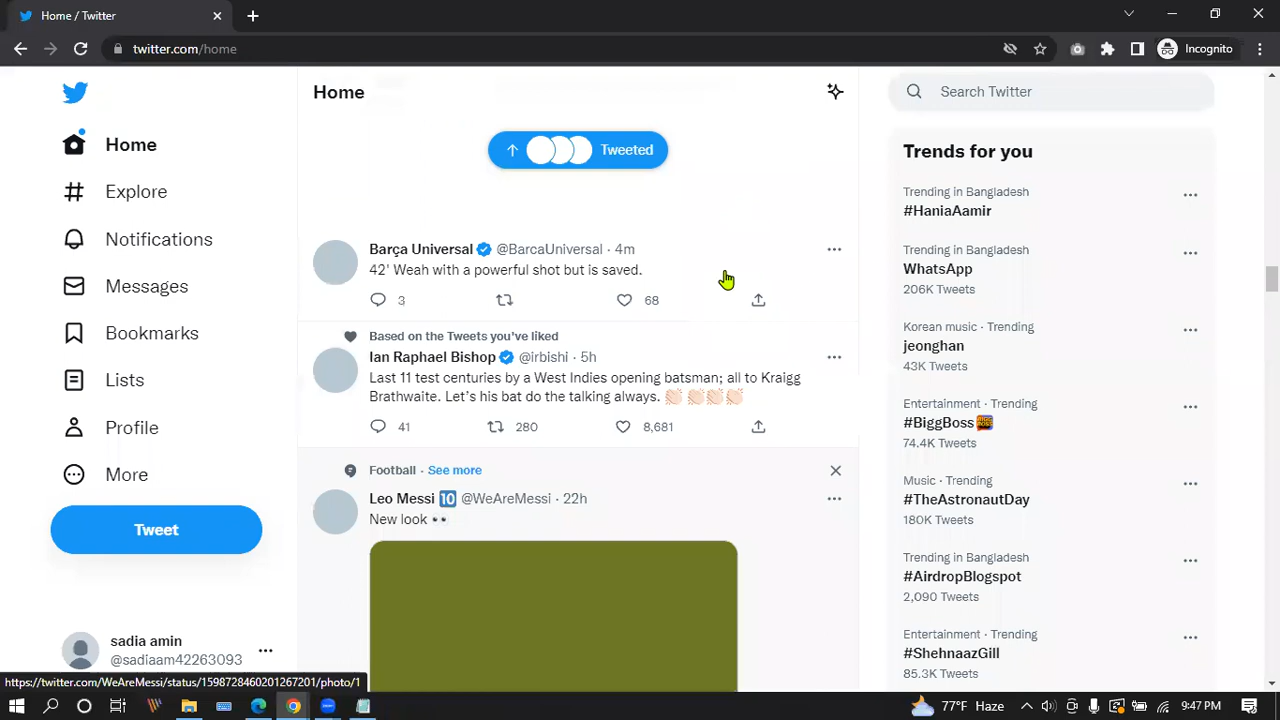 Home / Twitter
twitter.com/home
Incognito
Home
Explore
Notifications
Messages
Bookmarks
Lists
Profile
More
Tweet
sadia amin
@sadiaam42263093
Home
Tweeted
Barça Universal @BarcaUniversal · 4m
42' Weah with a powerful shot but is saved.
3 68
Based on the Tweets you've liked
Ian Raphael Bishop @irbishi · 5h
Last 11 test centuries by a West Indies opening batsman; all to Kraigg
Brathwaite. Let's his bat do the talking always. 👏🏻 👏🏻👏🏻👏🏻
41 280 8,681
Football · See more
Leo Messi 🔟 @WeAreMessi · 22h
New look 👀
Search Twitter
Trends for you
Trending in Bangladesh
#HaniaAamir
Trending in Bangladesh
WhatsApp
206K Tweets
Korean music · Trending
jeonghan
43K Tweets
Entertainment · Trending
#BiggBoss
74.4K Tweets
Music · Trending
#TheAstronautDay
180K Tweets
Trending in Bangladesh
#AirdropBlogspot
2,090 Tweets
Entertainment · Trending
#ShehnaazGill
85.3K Tweets
https://twitter.com/WeAreMessi/status/1598728460201267201/photo/1
77°F Haze
9:47 PM